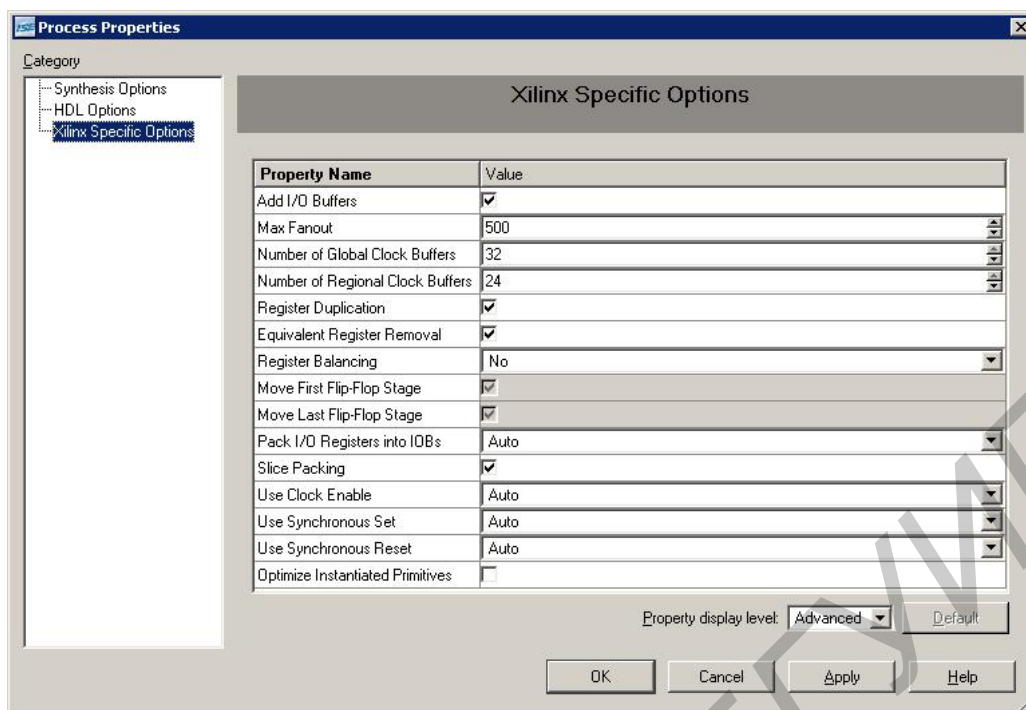 ISE Process Properties
Category
Synthesis Options
HDL Options
Xilinx Specific Options
Xilinx Specific Options
Property Name Value
Add I/O Buffers
Max Fanout 500
Number of Global Clock Buffers 32
Number of Regional Clock Buffers 24
Register Duplication
Equivalent Register Removal
Register Balancing No
Move First Flip-Flop Stage
Move Last Flip-Flop Stage
Pack I/O Registers into IOBs Auto
Slice Packing
Use Clock Enable Auto
Use Synchronous Set Auto
Use Synchronous Reset Auto
Optimize Instantiated Primitives
Property display level: Advanced Default
OK Cancel Apply Help